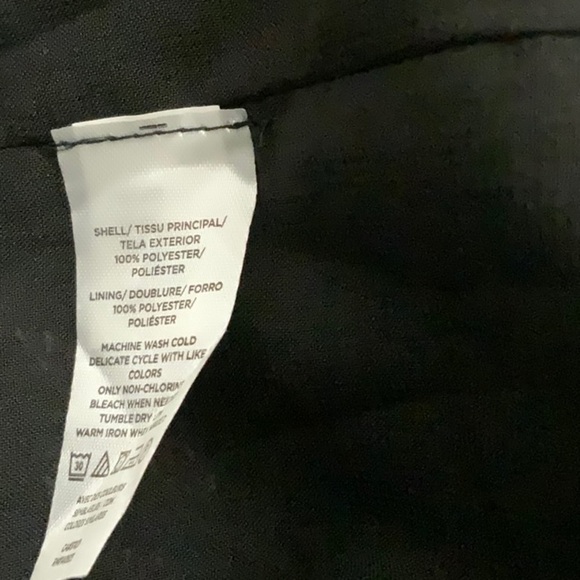 SHELL/ TISSU PRINCIPAL/
TELA EXTERIOR
100% POLYESTER/
POLIÉSTER
LINING/ DOUBLURE/ FORRO
100% POLYESTER/
POLIÉSTER
MACHINE WASH COLD
DELICATE CYCLE WITH LIKE
COLORS
ONLY NON-CHLORINE
BLEACH WHEN
TUMBLE DRY
WARM IRON
30